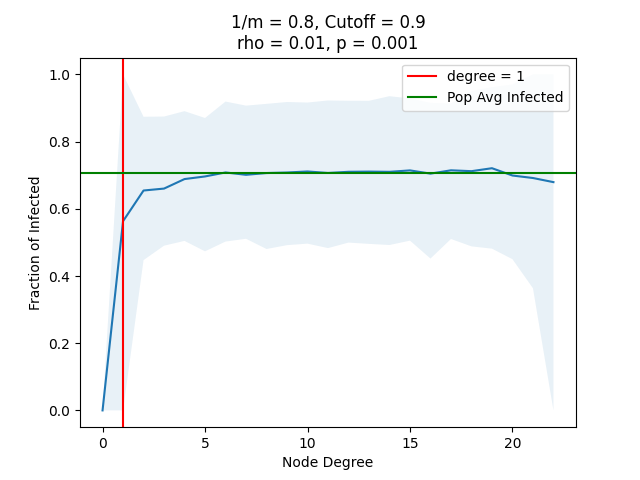 1/m = 0.8, Cutoff = 0.9
rho = 0.01, p = 0.001
degree = 1
Pop Avg Infected
Fraction of Infected
1.0
0.8
0.6
0.4
0.2
0.0
0
5
10
15
20
Node Degree